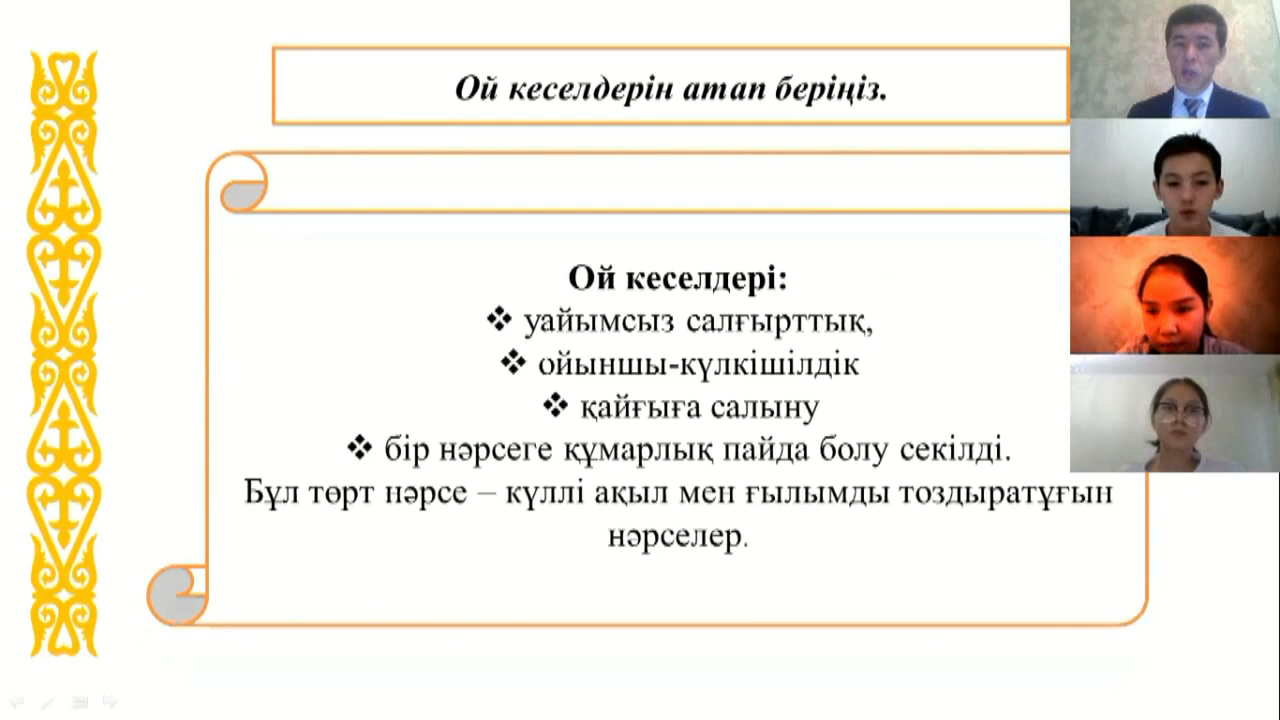 Ой кеселдерін атап беріңіз.
Ой кеселдері:
❖ уайымсыз салғырттық,
❖ ойыншы-күлкішілдік
❖ қайғыға салыну
❖ бір нәрсеге құмарлық пайда болу секілді.
Бұл төрт нәрсе – күллі ақыл мен ғылымды тоздыратұғын
нәрселер.